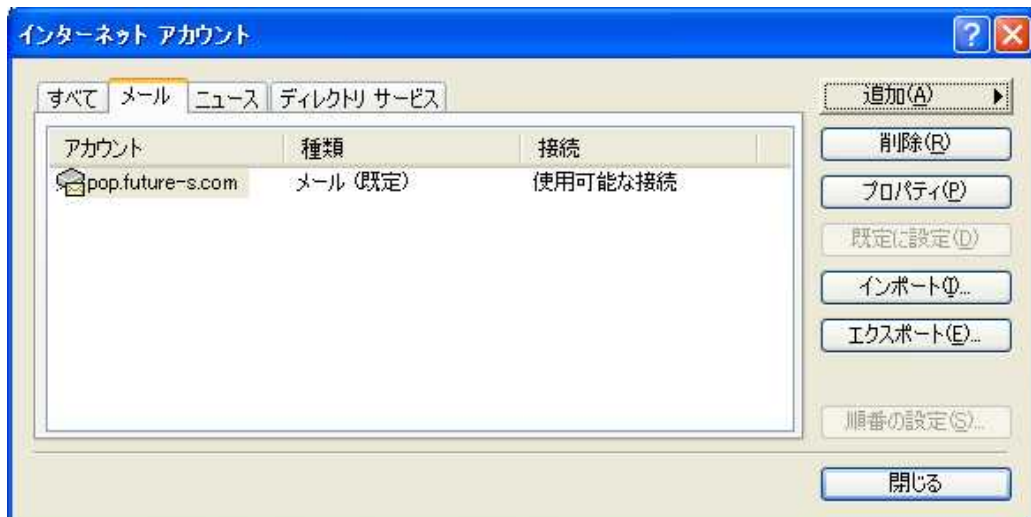 インターネット アカウント
すべて メール ニュース ディレクトリ サービス
アカウント 種類 接続
pop.future-s.com メール (既定) 使用可能な接続
追加(A)
削除(R)
プロパティ(P)
既定に設定(D)
インポート(I)...
エクスポート(E)...
順番の設定(S)...
閉じる